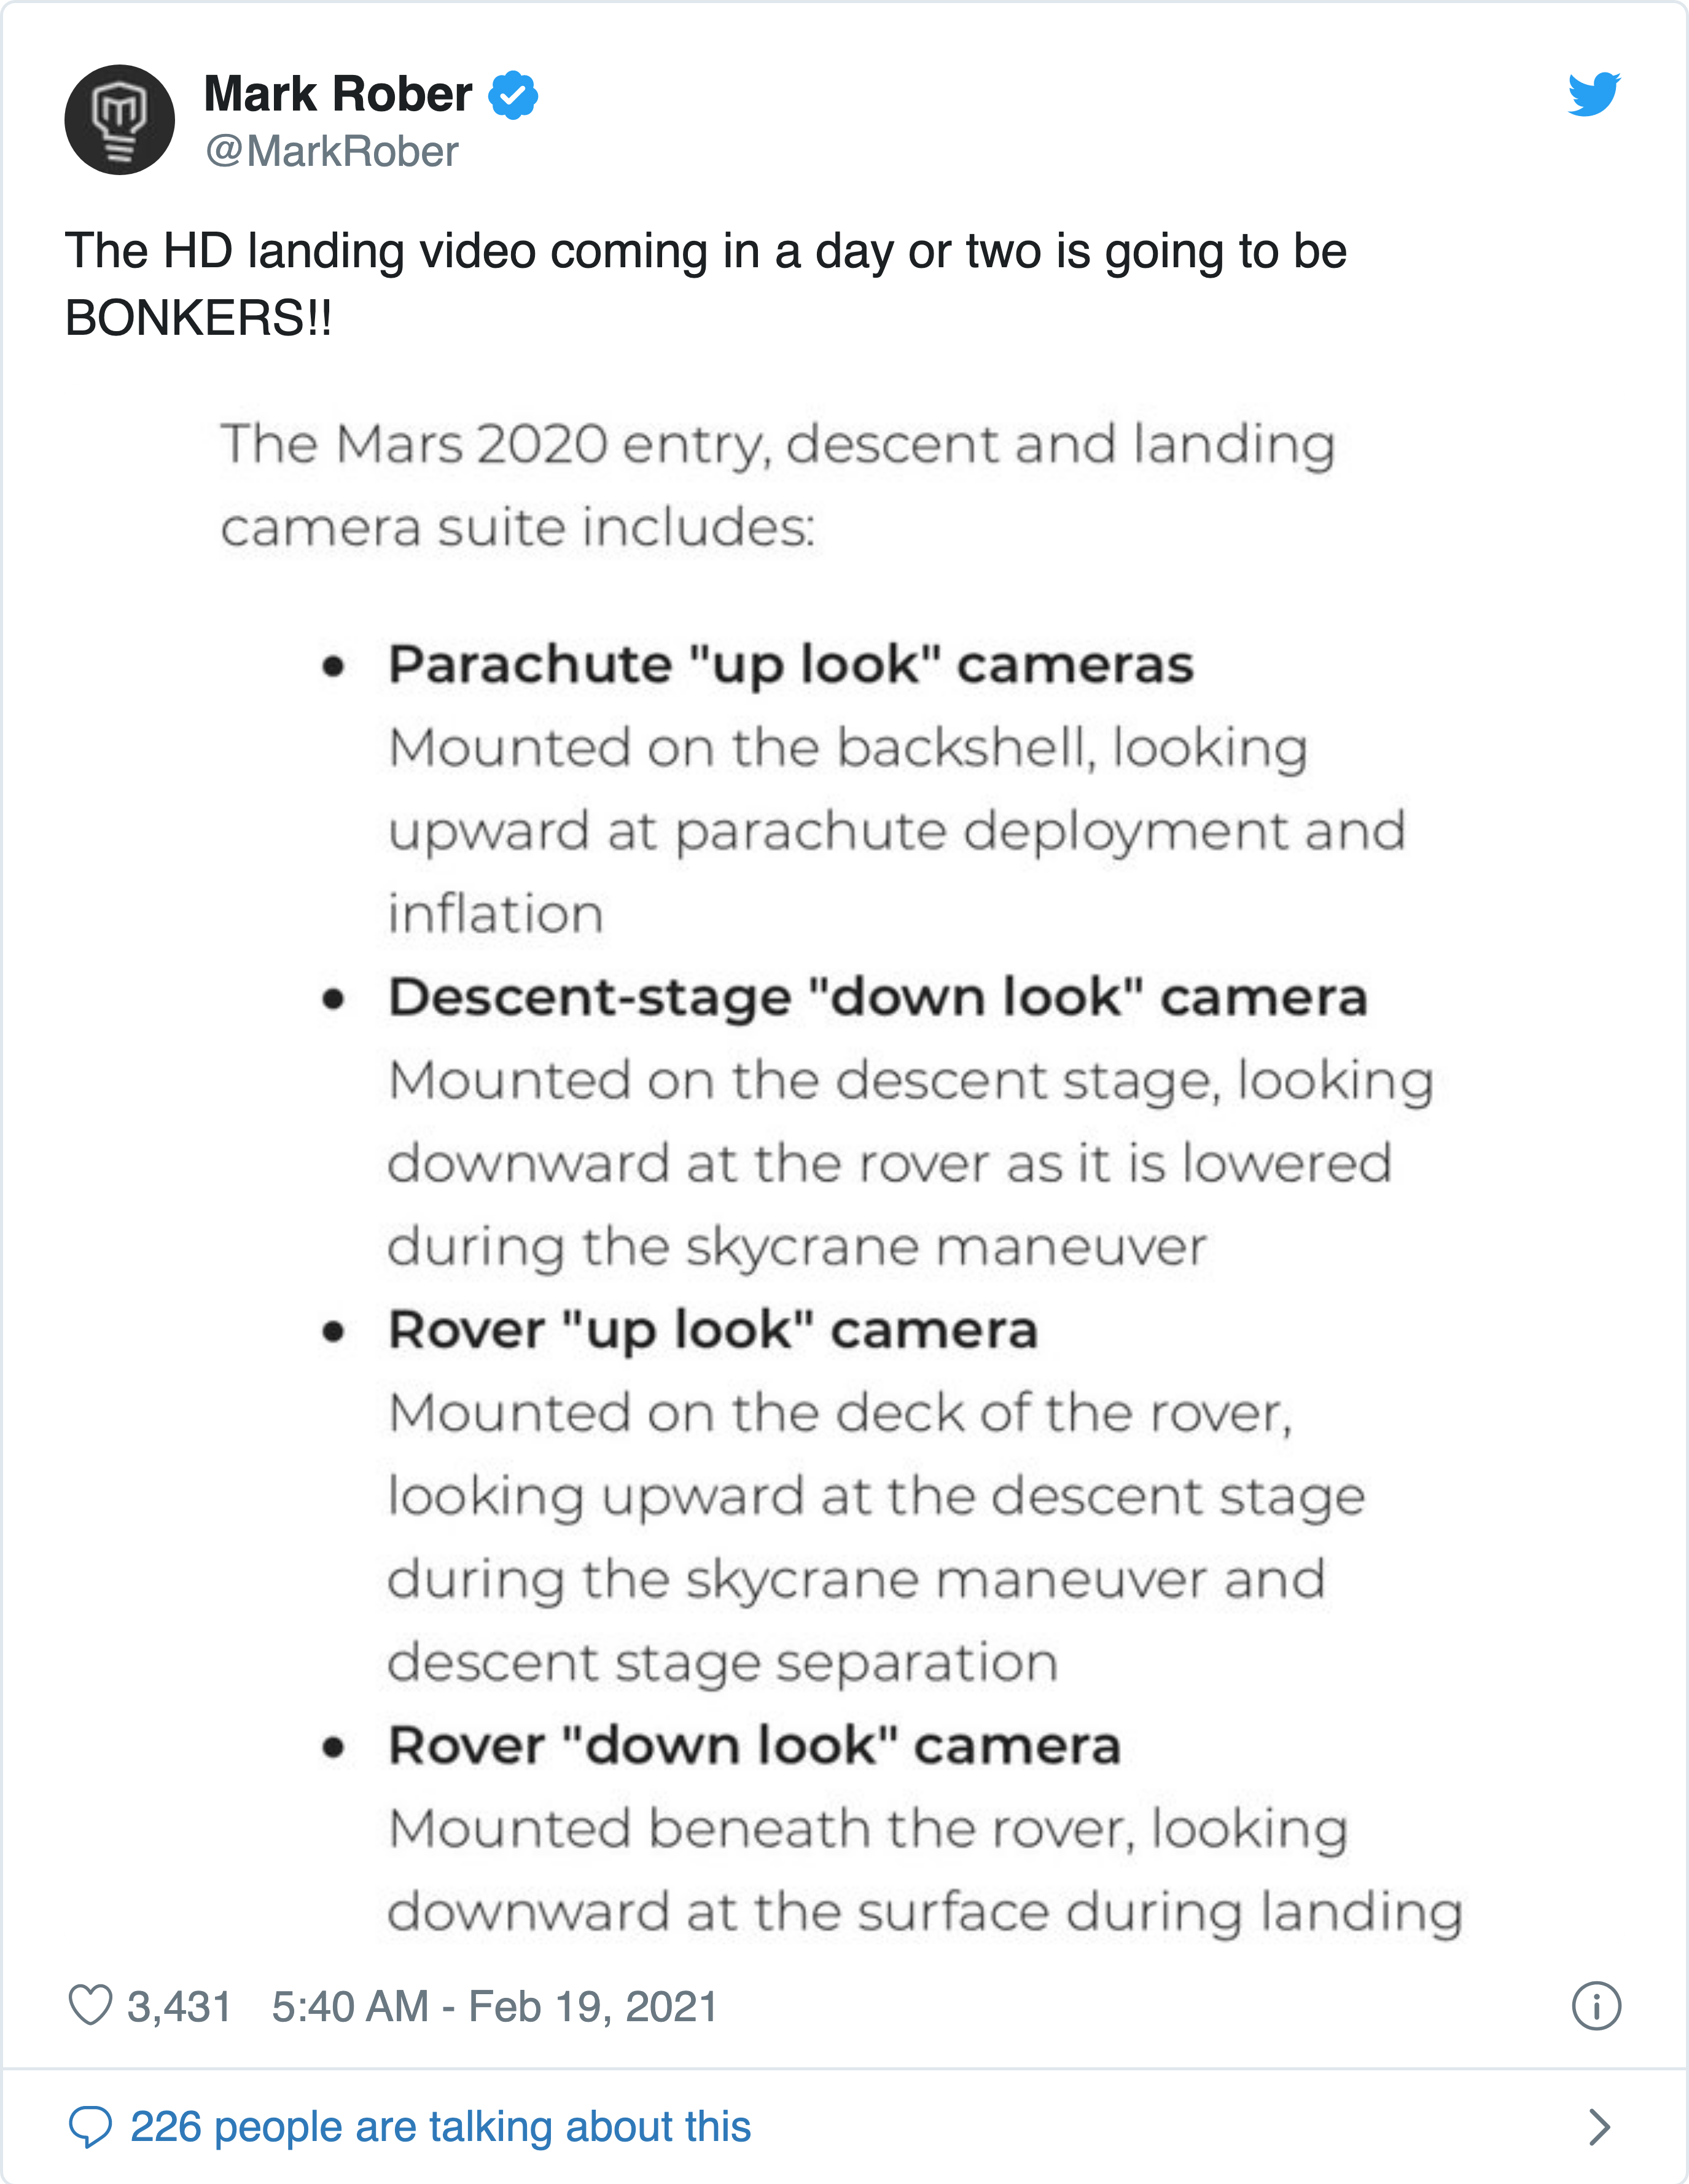 Mark Rober
@MarkRober
The HD landing video coming in a day or two is going to be
BONKERS!!
The Mars 2020 entry, descent and landing
camera suite includes:
• Parachute "up look" cameras
Mounted on the backshell, looking
upward at parachute deployment and
inflation
• Descent-stage "down look" camera
Mounted on the descent stage, looking
downward at the rover as it is lowered
during the skycrane maneuver
• Rover "up look" camera
Mounted on the deck of the rover,
looking upward at the descent stage
during the skycrane maneuver and
descent stage separation
• Rover "down look" camera
Mounted beneath the rover, looking
downward at the surface during landing
3,431 5:40 AM - Feb 19, 2021
226 people are talking about this